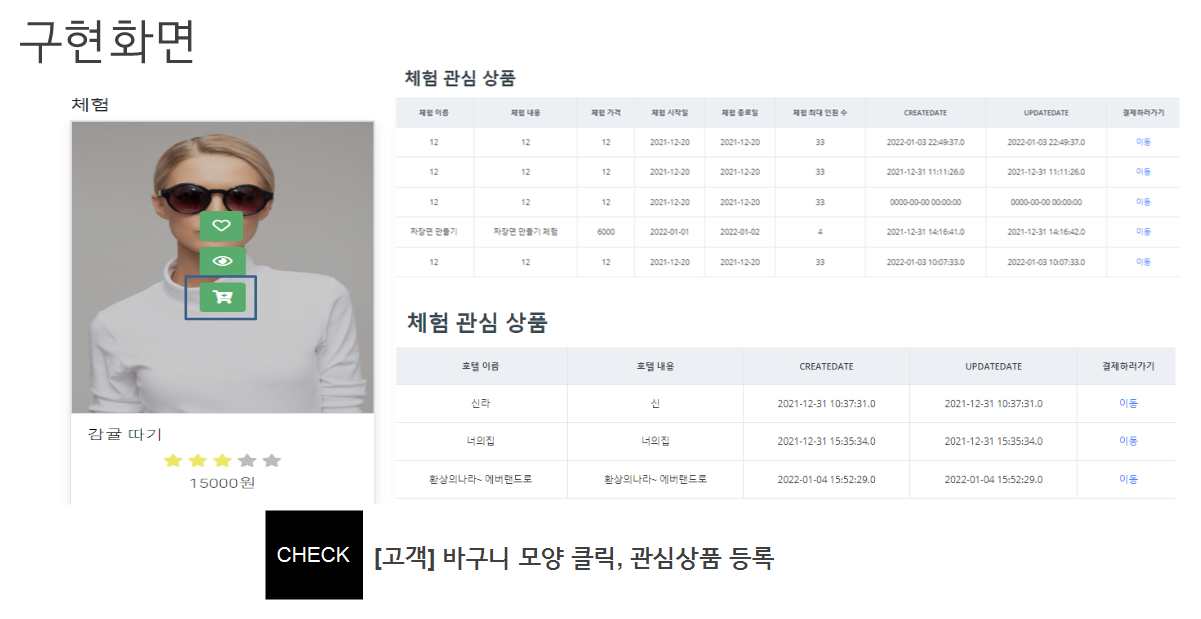 구현화면
체험
감귤 따기
15000원
체험 관심 상품
체험 이름 체험 내용 체험 가격 체험 시작일 체험 종료일 체험 최대 인원 수 CREATEDATE UPDATEDATE 결제하러가기
12 12 12 2021-12-20 2021-12-20 33 2022-01-03 22:49:37.0 2022-01-03 22:49:37.0 이동
12 12 12 2021-12-20 2021-12-20 33 2021-12-31 11:11:26.0 2021-12-31 11:11:26.0 이동
12 12 12 2021-12-20 2021-12-20 33 0000-00-00 00:00:00 0000-00-00 00:00:00 이동
짜장면 만들기 짜장면 만들기 체험 6000 2022-01-01 2022-01-02 4 2021-12-31 14:16:41.0 2021-12-31 14:16:42.0 이동
12 12 12 2021-12-20 2021-12-20 33 2022-01-03 10:07:33.0 2022-01-03 10:07:33.0 이동
체험 관심 상품
호텔 이름 호텔 내용 CREATEDATE UPDATEDATE 결제하러가기
신라 신 2021-12-31 10:37:31.0 2021-12-31 10:37:31.0 이동
너의집 너의집 2021-12-31 15:35:34.0 2021-12-31 15:35:34.0 이동
환상의나라~ 에버랜드로 환상의나라~ 에버랜드로 2022-01-04 15:52:29.0 2022-01-04 15:52:29.0 이동
CHECK [고객] 바구니 모양 클릭, 관심상품 등록